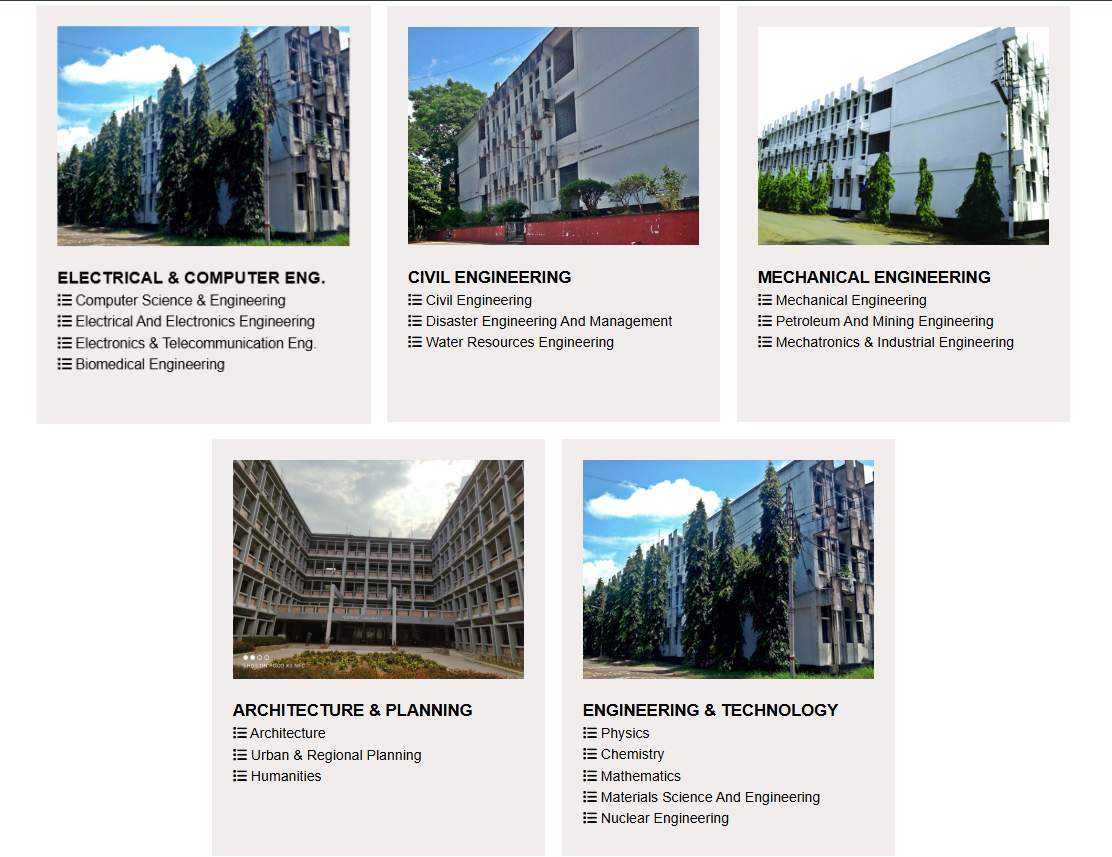 ELECTRICAL & COMPUTER ENG.
Computer Science & Engineering
Electrical And Electronics Engineering
Electronics & Telecommunication Eng.
Biomedical Engineering
CIVIL ENGINEERING
Civil Engineering
Disaster Engineering And Management
Water Resources Engineering
MECHANICAL ENGINEERING
Mechanical Engineering
Petroleum And Mining Engineering
Mechatronics & Industrial Engineering
ARCHITECTURE & PLANNING
Architecture
Urban & Regional Planning
Humanities
ENGINEERING & TECHNOLOGY
Physics
Chemistry
Mathematics
Materials Science And Engineering
Nuclear Engineering